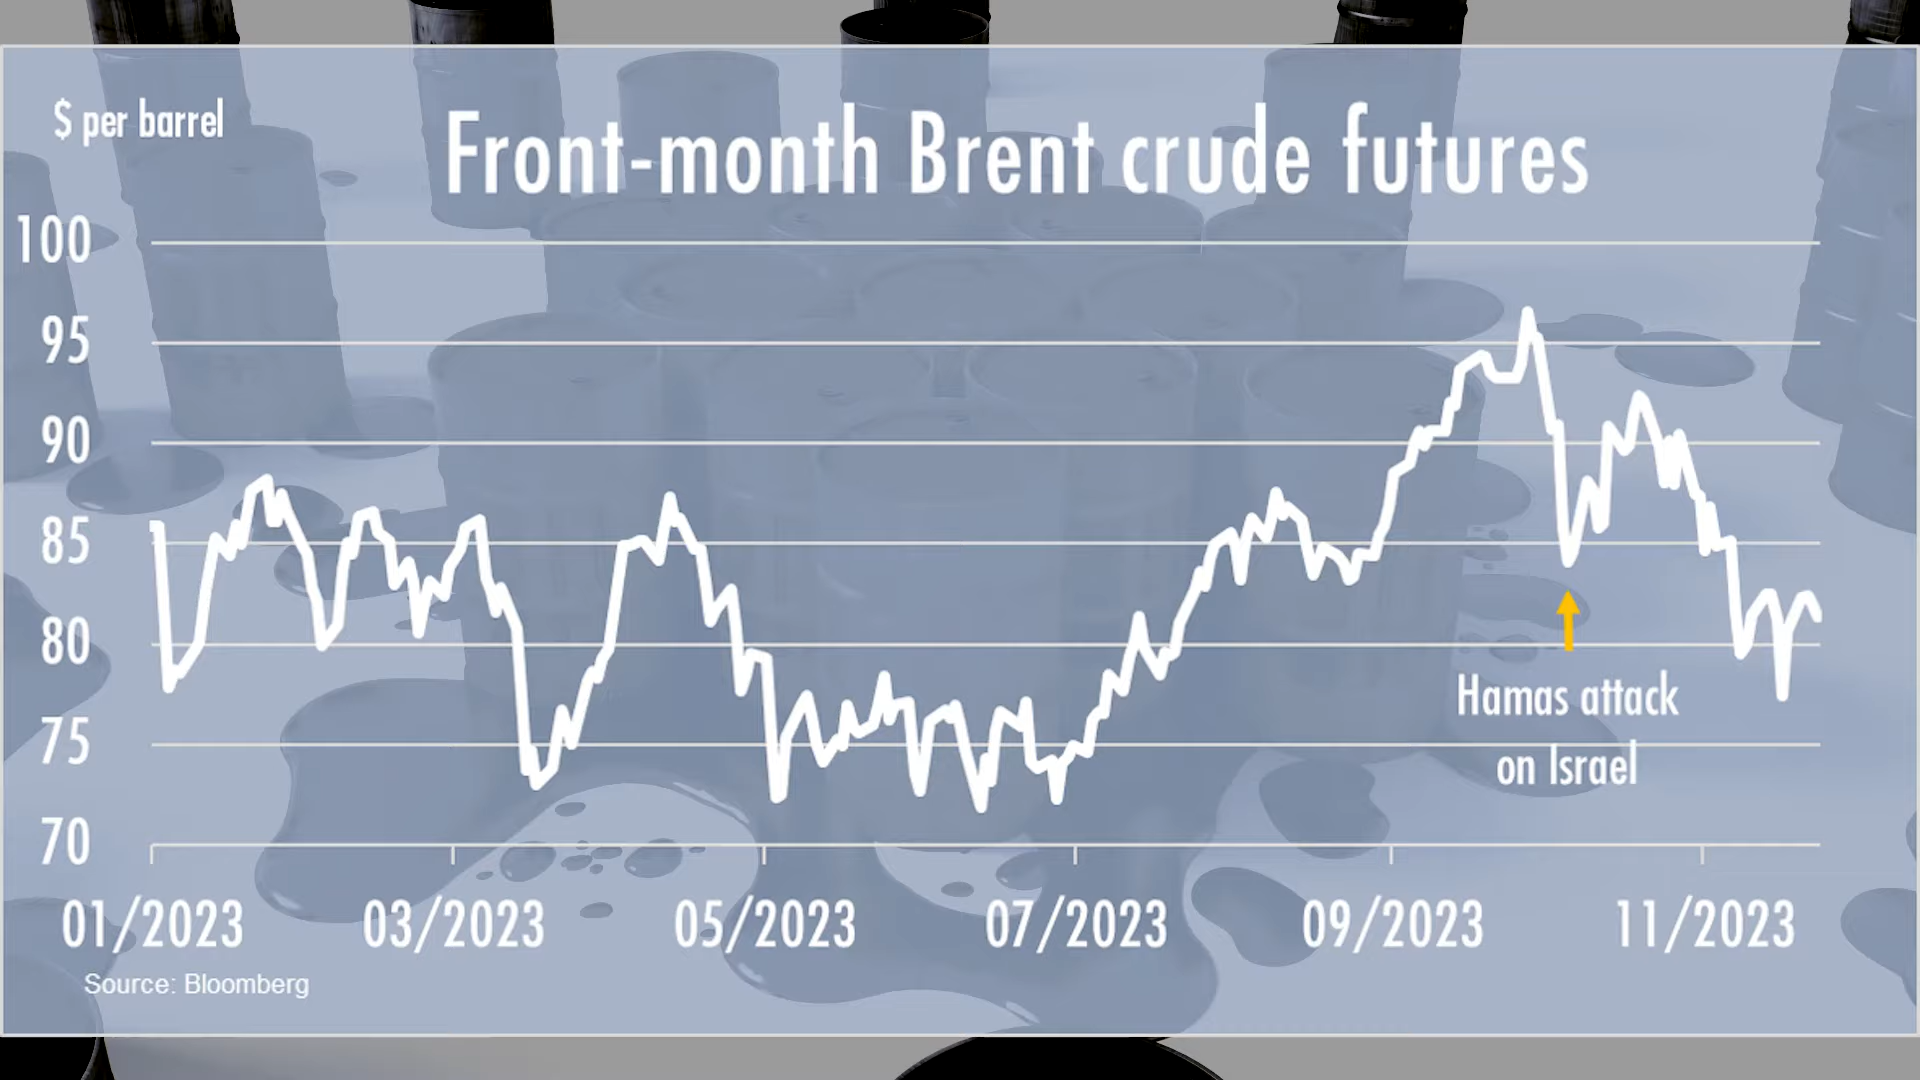 $ per barrel
Front-month Brent crude futures
100
95
90
85
80
75
70
Hamas attack
on Israel
01/2023 03/2023 05/2023 07/2023 09/2023 11/2023
Source: Bloomberg